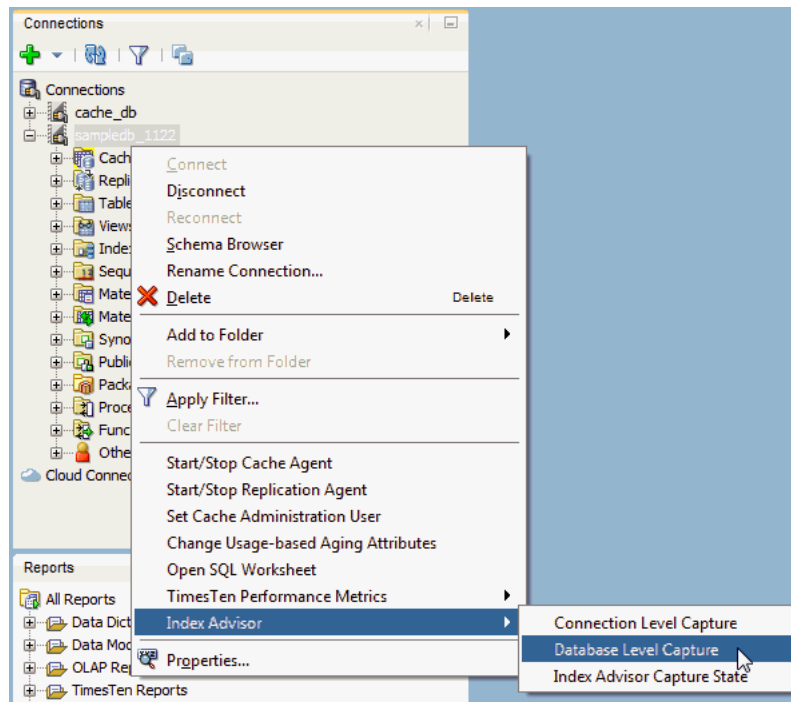 Connections
Connections
cache_db
sampledb_1122
Cach
Repli
Table
Views
Inde
Sequ
Mate
Mate
Syno
Publi
Pack
Proce
Func
Othe
Cloud Connec
Connect
Disconnect
Reconnect
Schema Browser
Rename Connection...
Delete Delete
Add to Folder
Remove from Folder
Apply Filter...
Clear Filter
Start/Stop Cache Agent
Start/Stop Replication Agent
Set Cache Administration User
Change Usage-based Aging Attributes
Open SQL Worksheet
TimesTen Performance Metrics
Index Advisor
Properties...
Connection Level Capture
Database Level Capture
Index Advisor Capture State
Reports
All Reports
Data Dict
Data Mod
OLAP Rep
TimesTen Reports